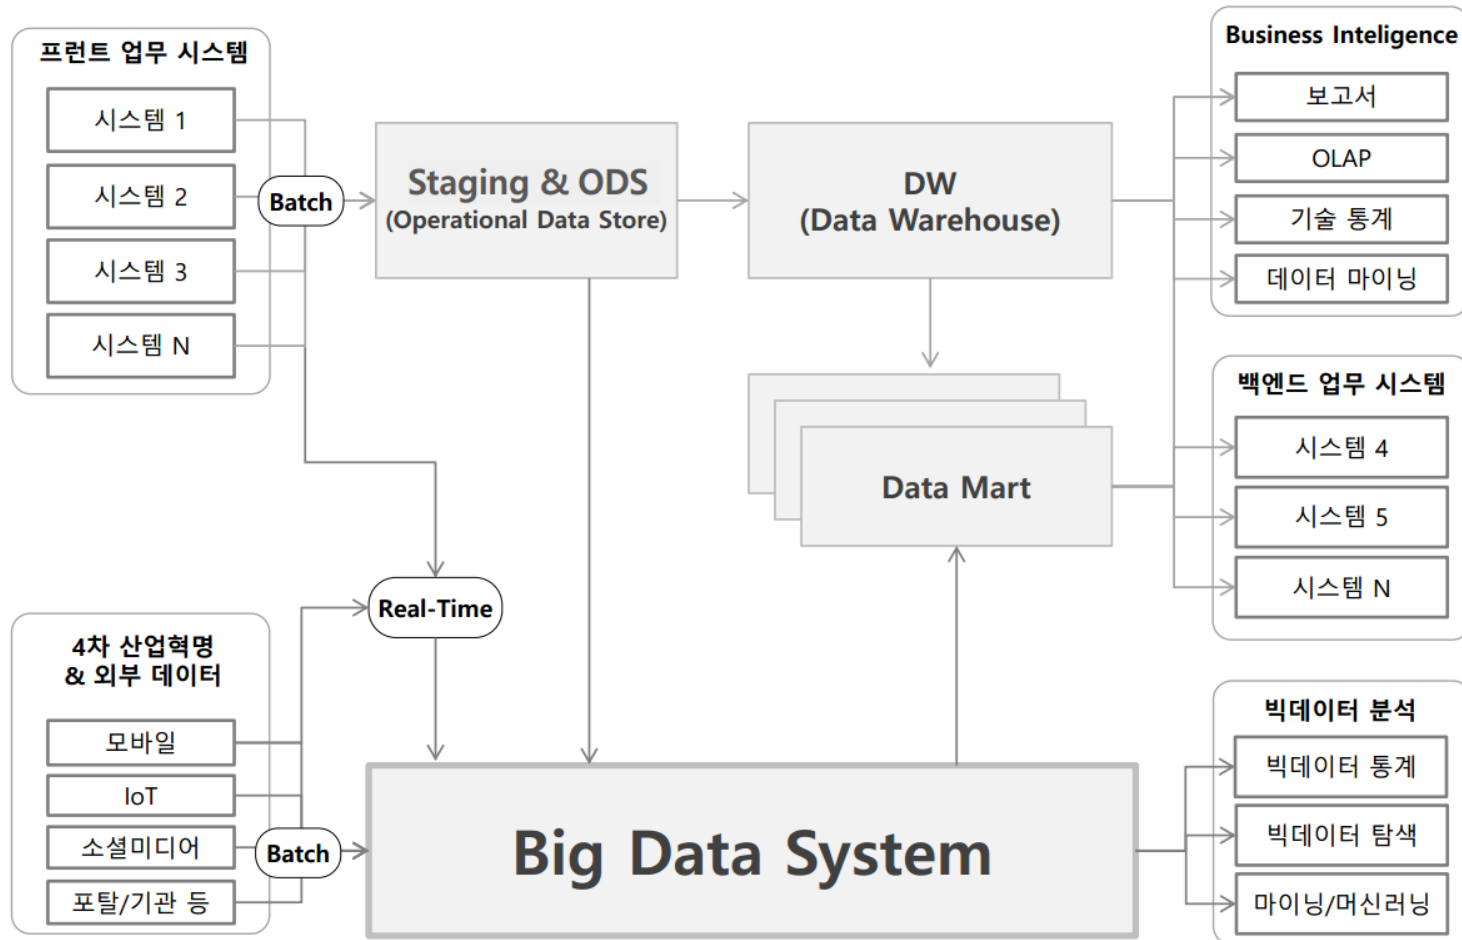 프런트 업무 시스템
시스템 1
시스템 2
시스템 3
시스템 N
Batch
Staging & ODS
(Operational Data Store)
DW
(Data Warehouse)
Data Mart
Business Inteligence
보고서
OLAP
기술 통계
데이터 마이닝
백엔드 업무 시스템
시스템 4
시스템 5
시스템 N
Real-Time
4차 산업혁명
& 외부 데이터
모바일
IoT
소셜미디어
포탈/기관 등
Batch
Big Data System
빅데이터 분석
빅데이터 통계
빅데이터 탐색
마이닝/머신러닝